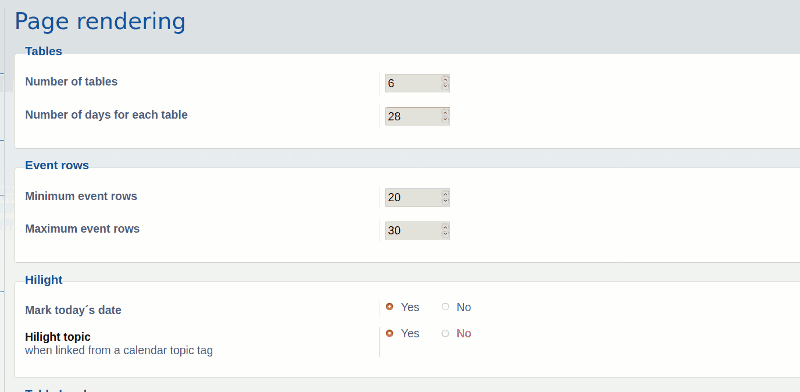 Page rendering
Tables
Number of tables 6
Number of days for each table 28
Event rows
Minimum event rows 20
Maximum event rows 30
Hilight
Mark today´s date Yes No
Hilight topic Yes No
when linked from a calendar topic tag